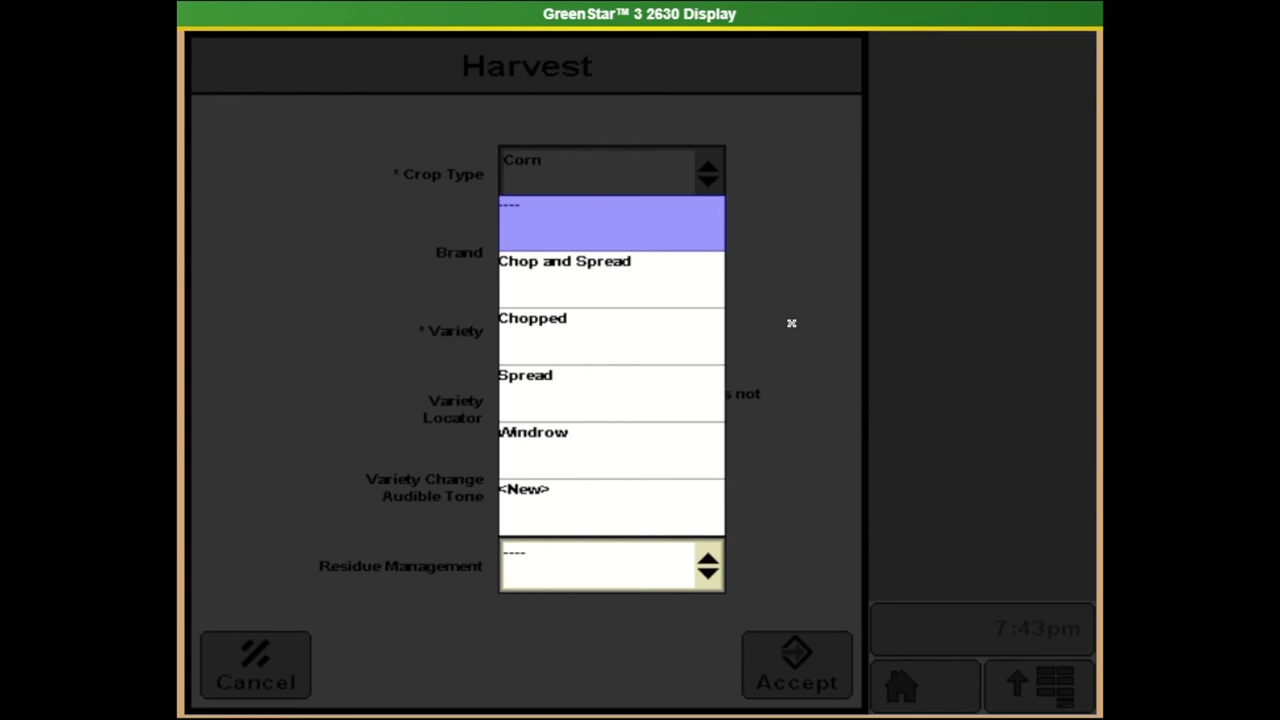 GreenStar™ 3 2630 Display
Harvest
* Crop Type
Corn
----
Brand
Chop and Spread
* Variety
Chopped
Spread
s not
Variety
Locator
Windrow
Variety Change
Audible Tone
<New>
Residue Management
----
7:43pm
Cancel
Accept